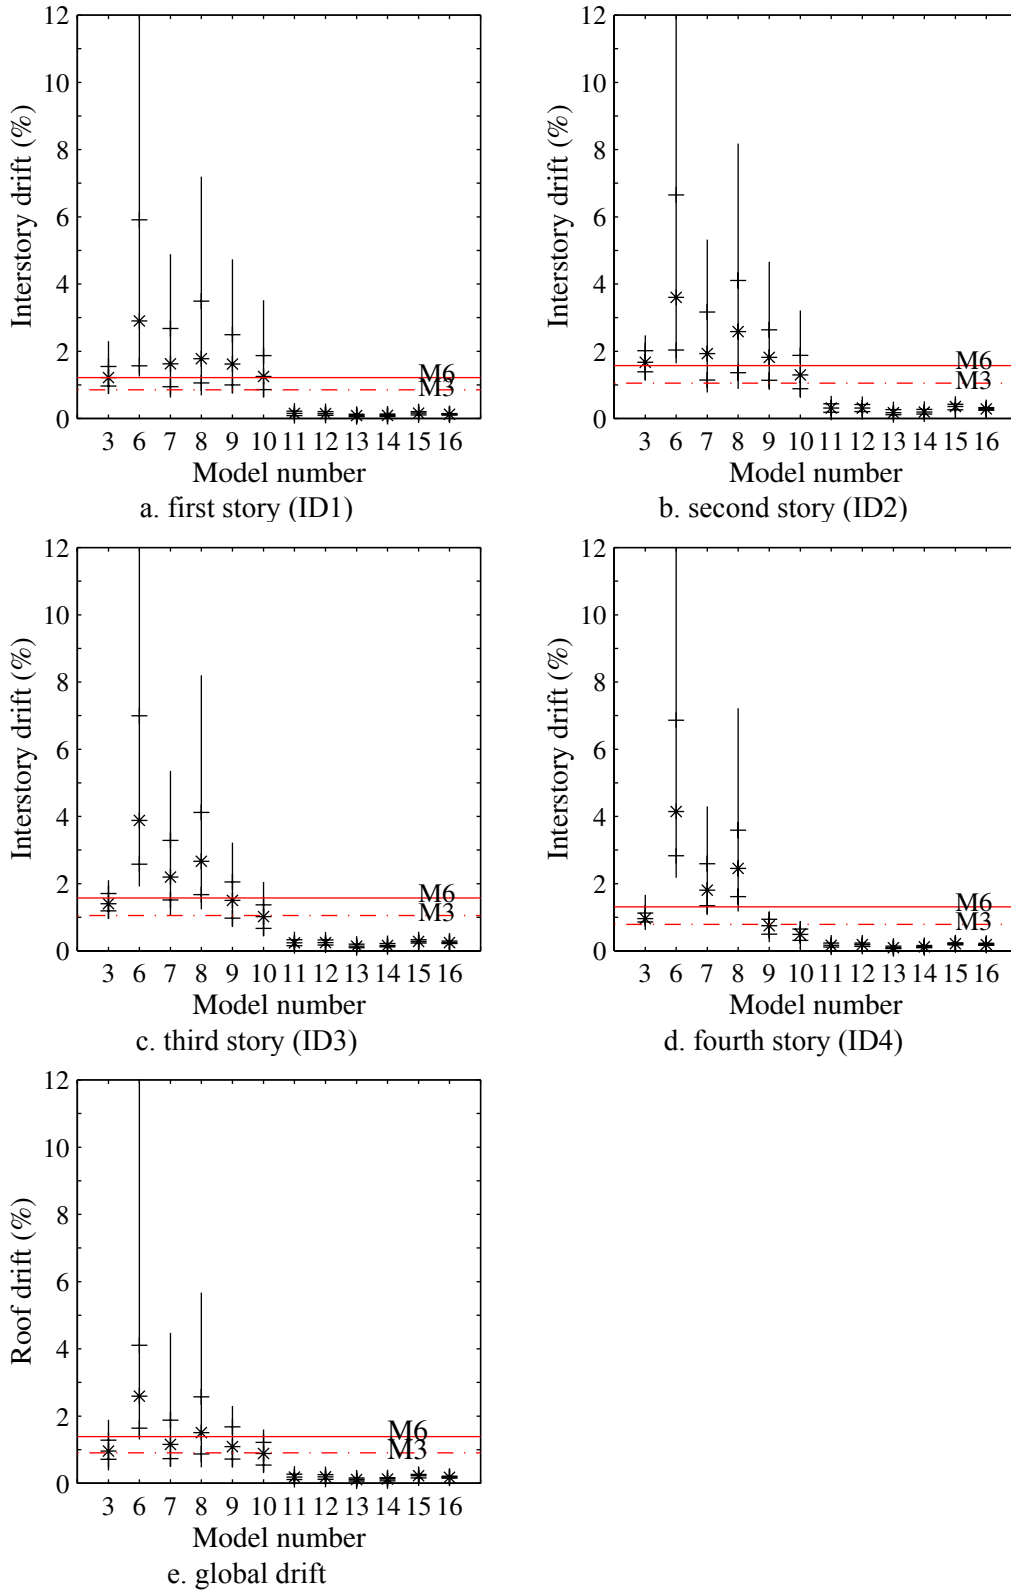 12
10
8
6
4
2
0
Interstory drift (%)
M6
M3
3 6 7 8 9 10 11 12 13 14 15 16
Model number
a. first story (ID1)
12
10
8
6
4
2
0
Interstory drift (%)
M6
M3
3 6 7 8 9 10 11 12 13 14 15 16
Model number
b. second story (ID2)
12
10
8
6
4
2
0
Interstory drift (%)
M6
M3
3 6 7 8 9 10 11 12 13 14 15 16
Model number
c. third story (ID3)
12
10
8
6
4
2
0
Interstory drift (%)
M6
M3
3 6 7 8 9 10 11 12 13 14 15 16
Model number
d. fourth story (ID4)
12
10
8
6
4
2
0
Roof drift (%)
M6
M3
3 6 7 8 9 10 11 12 13 14 15 16
Model number
e. global drift